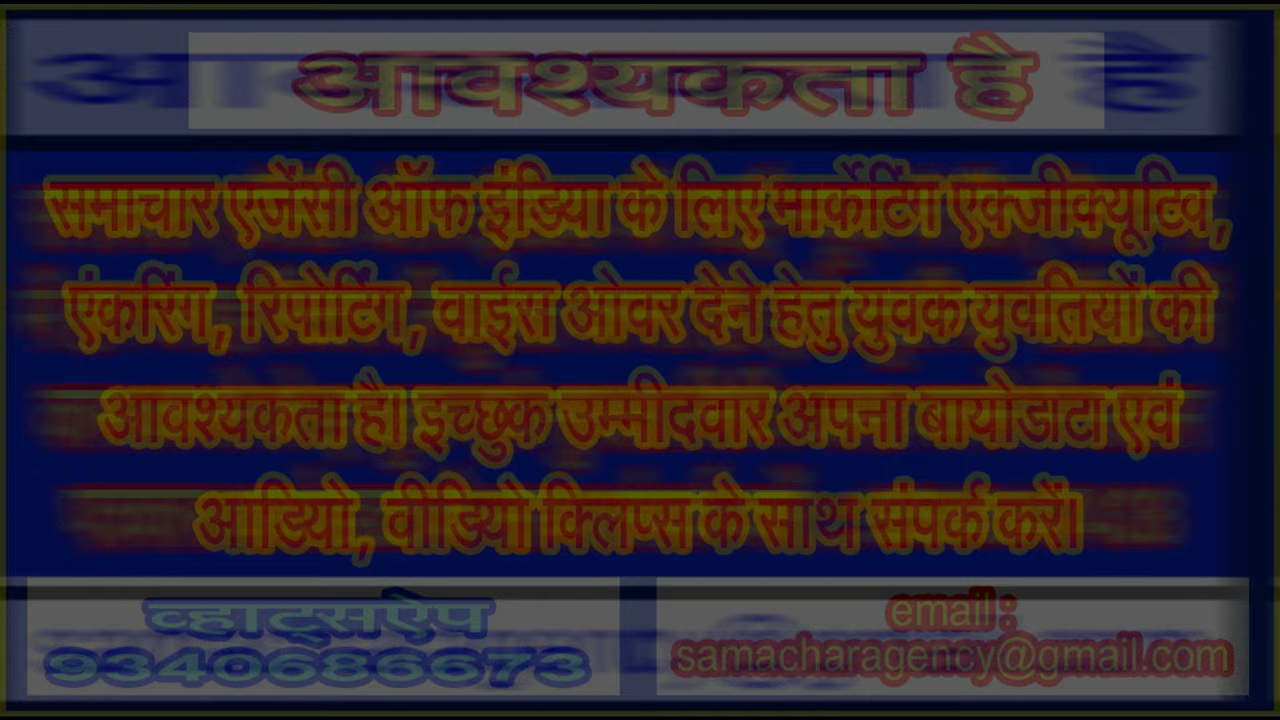 आवश्यकता है
समाचार एजेंसी ऑफ इंडिया के लिए मार्केटिंग एक्जीक्यूटिव,
एंकरिंग, रिपोर्टिंग, वाईस ओवर देने हेतु युवक युवतियों की
आवश्यकता है। इच्छुक उम्मीदवार अपना बायोडाटा एवं
आडियो, वीडियो क्लिप्स के साथ संपर्क करें।
व्हाट्सऐप
9340686673
email :
samacharagency@gmail.com